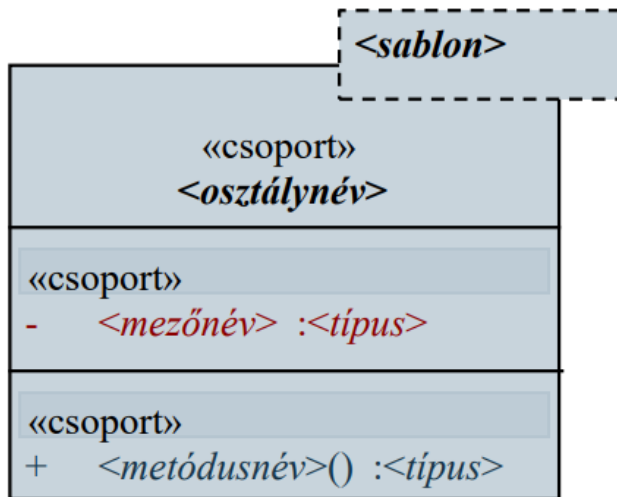 <sablon>
«csoport»
<osztálynév>
«csoport»
- <mezőnév> :<típus>
«csoport»
+ <metódusnév>() :<típus>